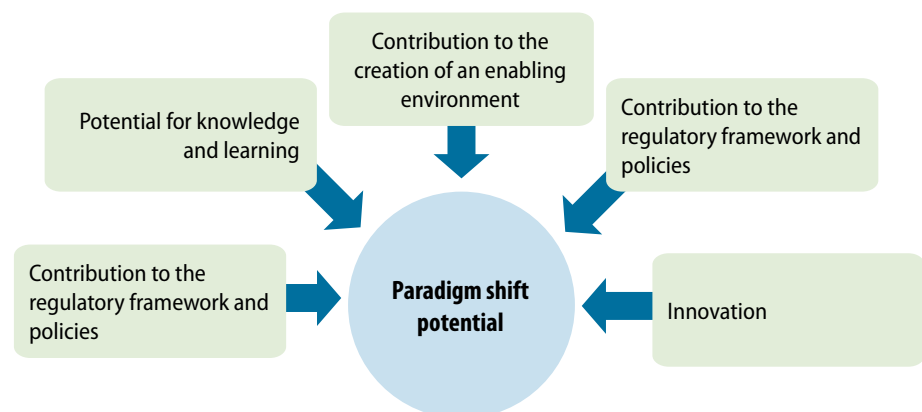 Contribution to the
creation of an enabling
environment
Potential for knowledge
and learning
Contribution to the
regulatory framework and
policies
Contribution to the
regulatory framework and
policies
Paradigm shift
potential
Innovation